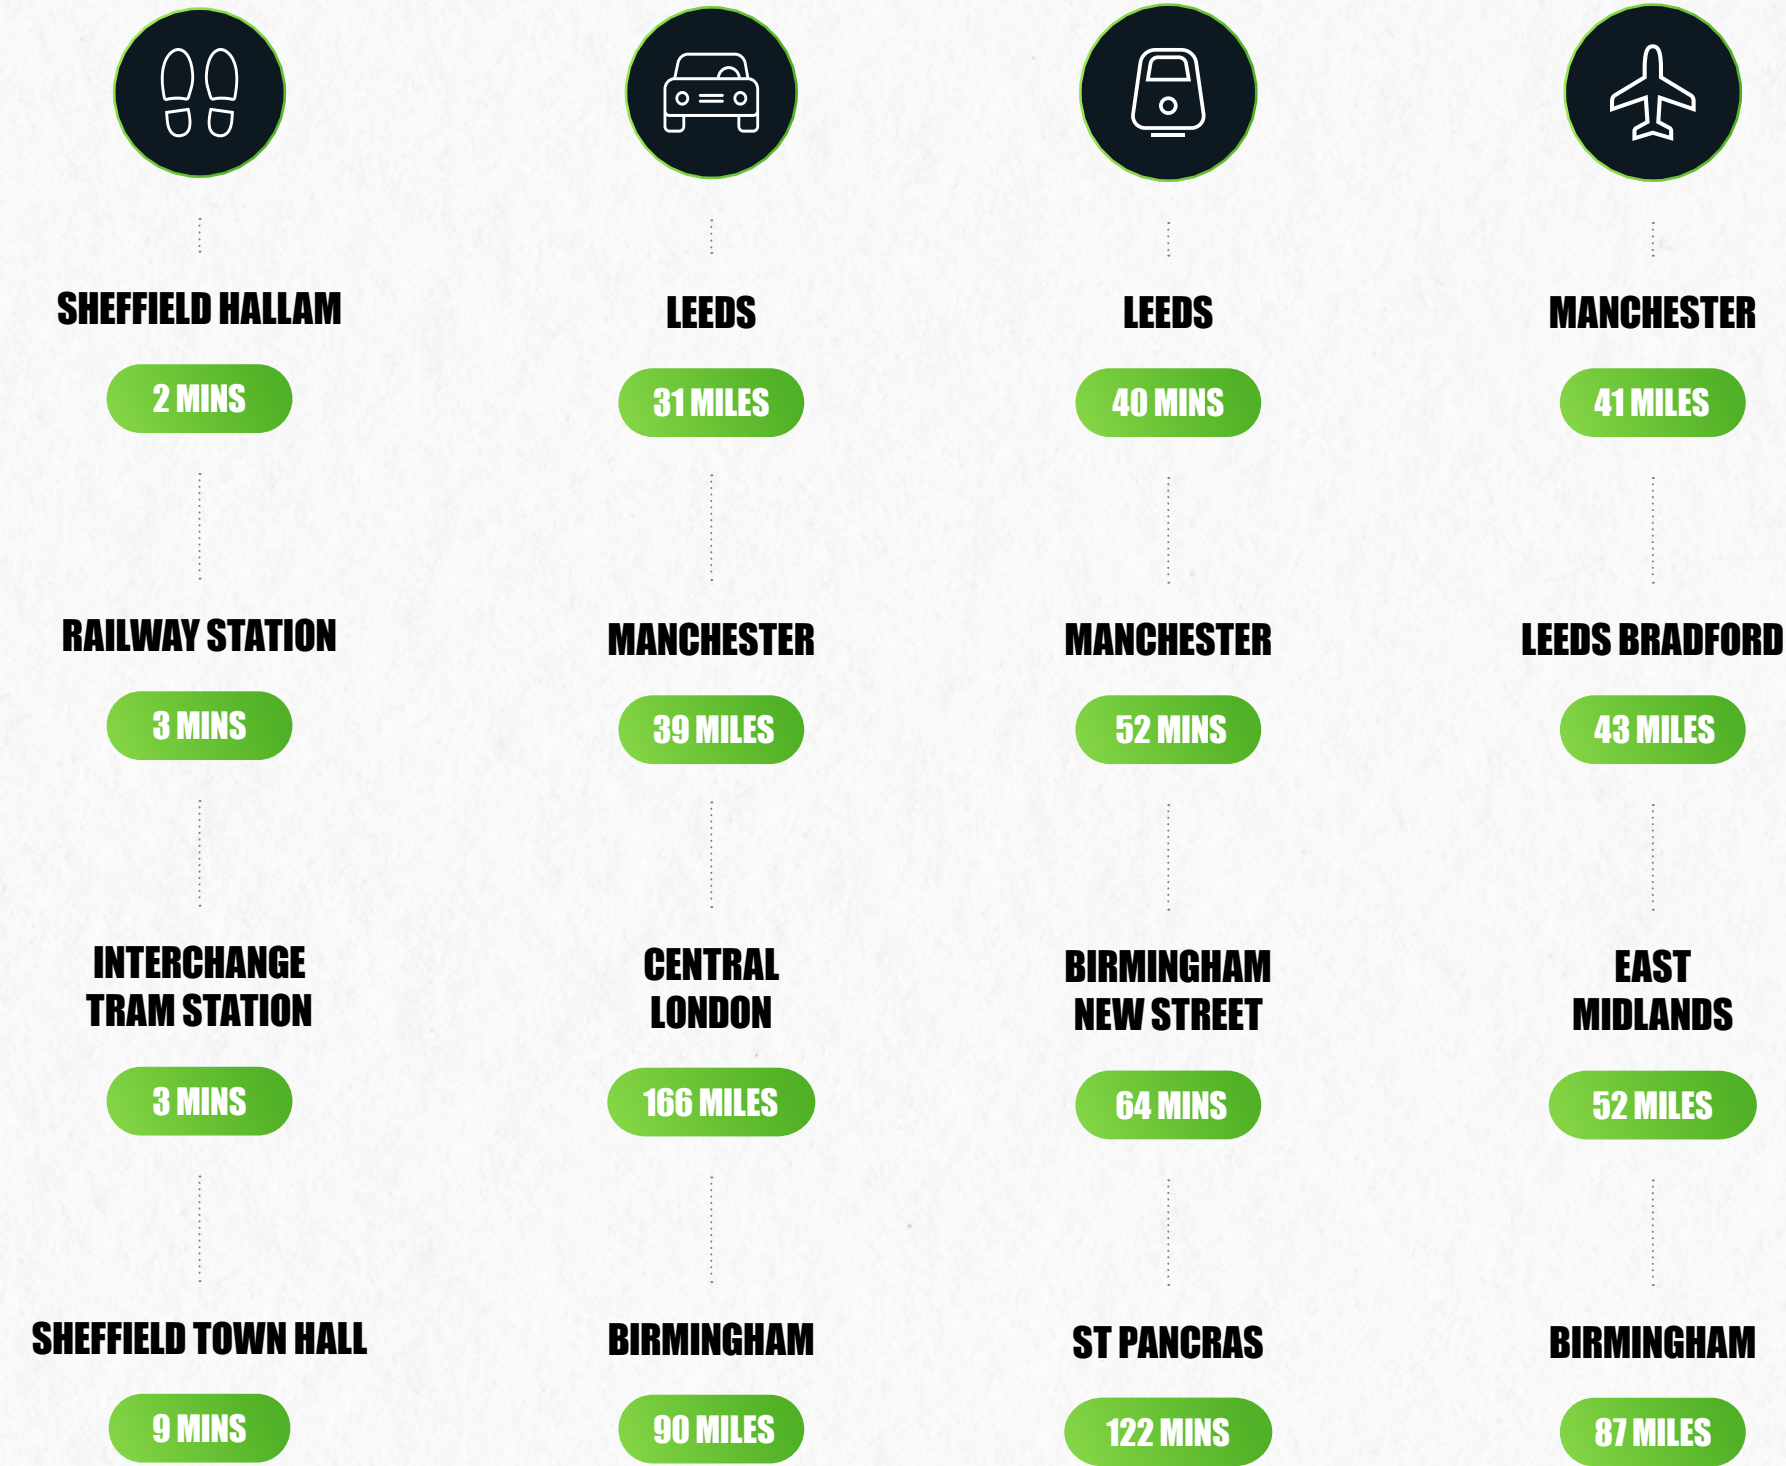 SHEFFIELD HALLAM
2 MINS
RAILWAY STATION
3 MINS
INTERCHANGE
TRAM STATION
3 MINS
SHEFFIELD TOWN HALL
9 MINS
LEEDS
31 MILES
MANCHESTER
39 MILES
CENTRAL
LONDON
166 MILES
BIRMINGHAM
90 MILES
LEEDS
40 MINS
MANCHESTER
52 MINS
BIRMINGHAM
NEW STREET
64 MINS
ST PANCRAS
122 MINS
MANCHESTER
41 MILES
LEEDS BRADFORD
43 MILES
EAST
MIDLANDS
52 MILES
BIRMINGHAM
87 MILES